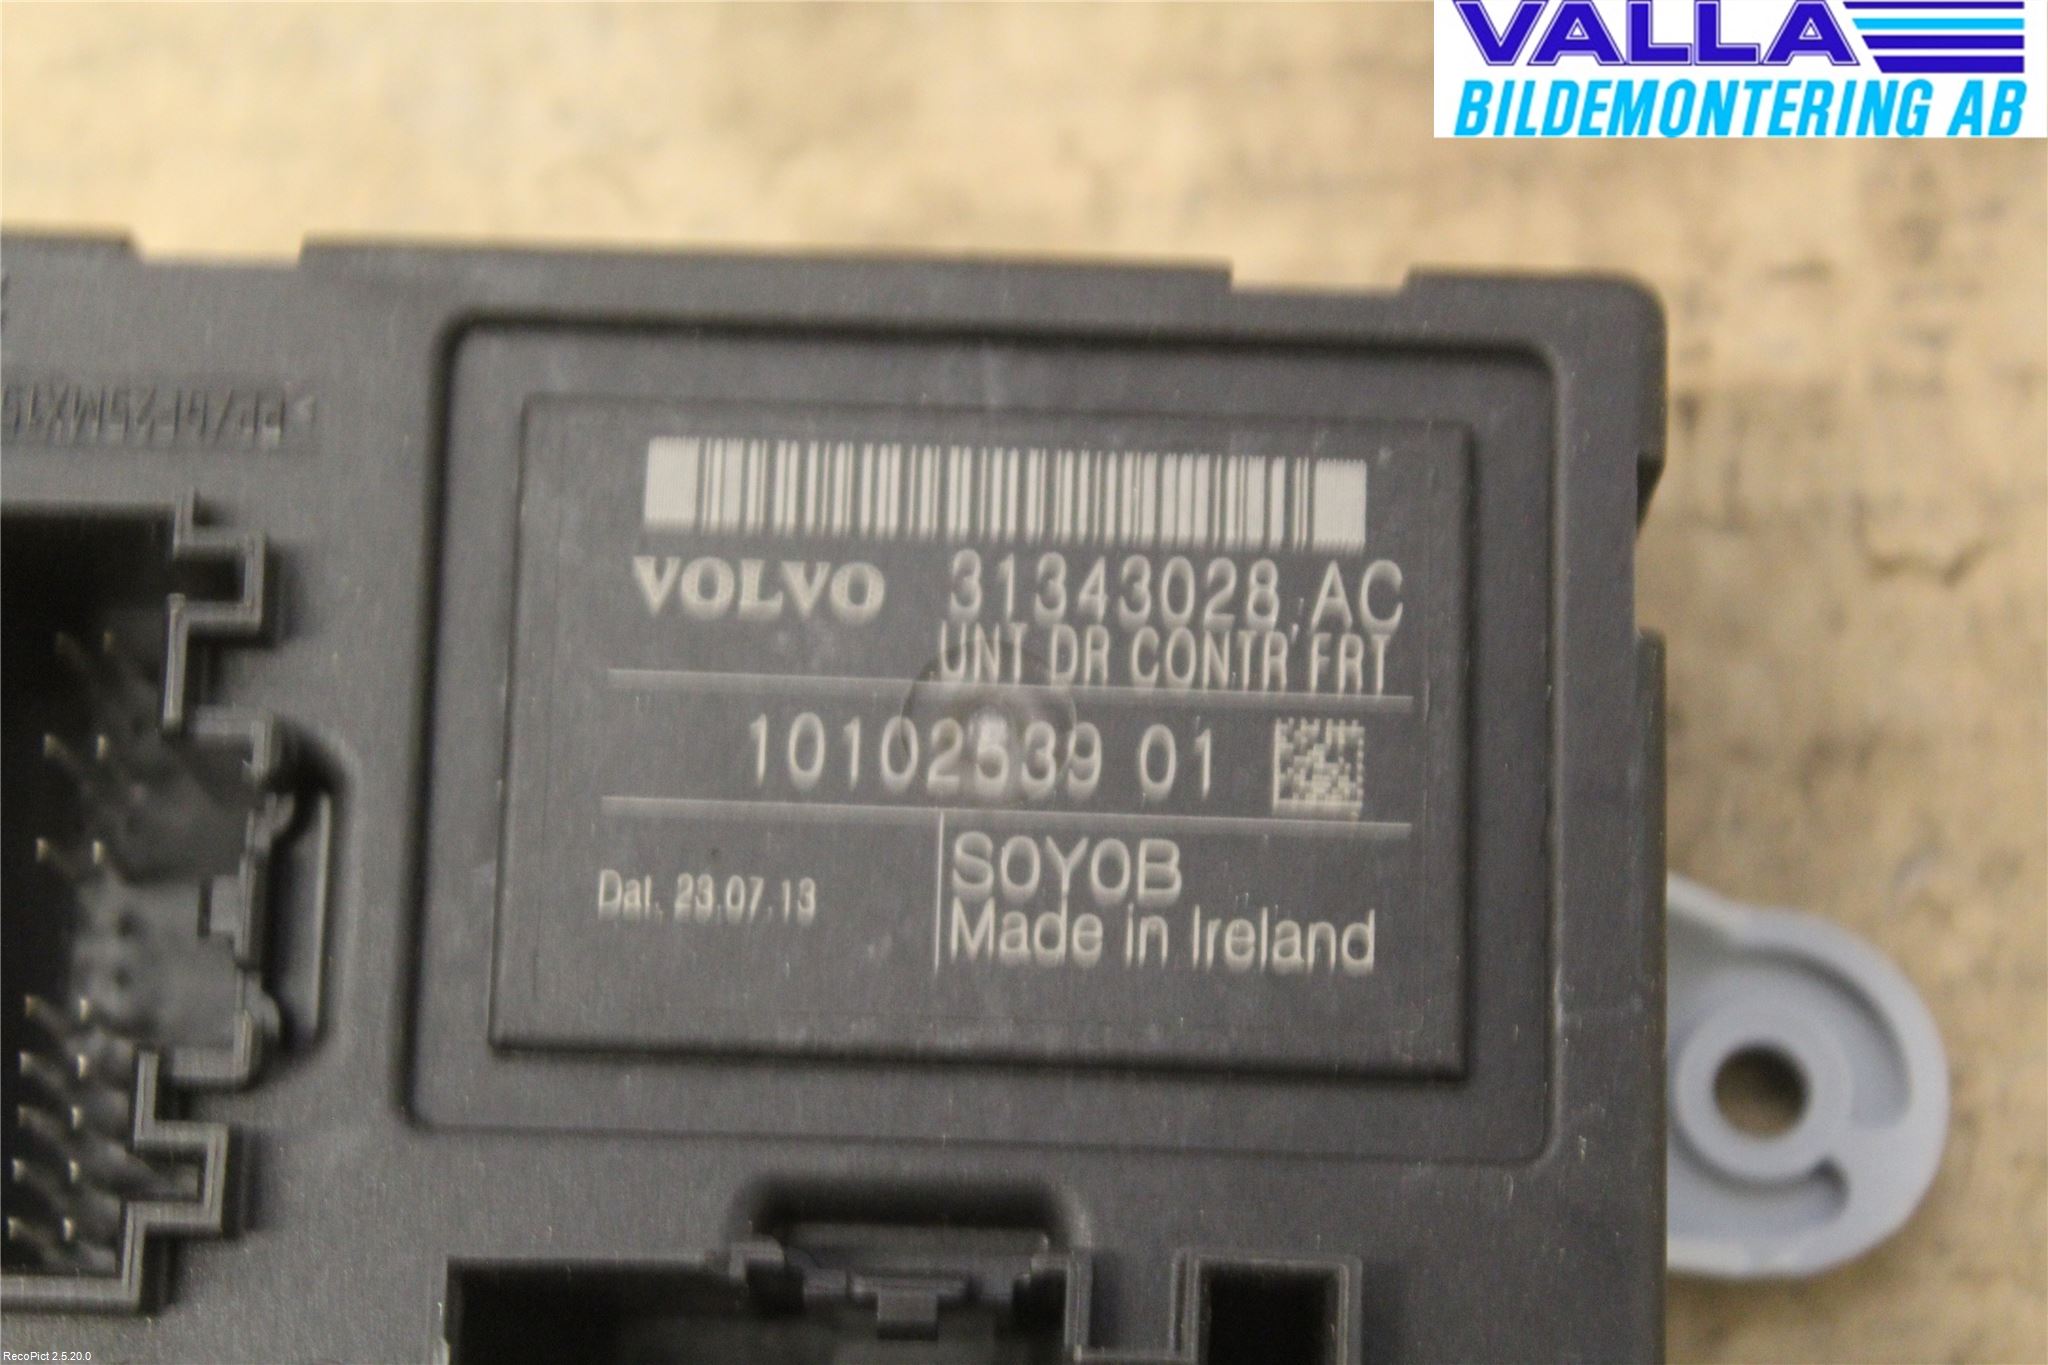 VALLA
BILDEMONTERING AB
VOLVO 31343028 AC
UNT DR CONTR FRT
10102539 01
Dat. 23.07.13
SOYOB
Made in Ireland
RecoPict 2.5.20.0